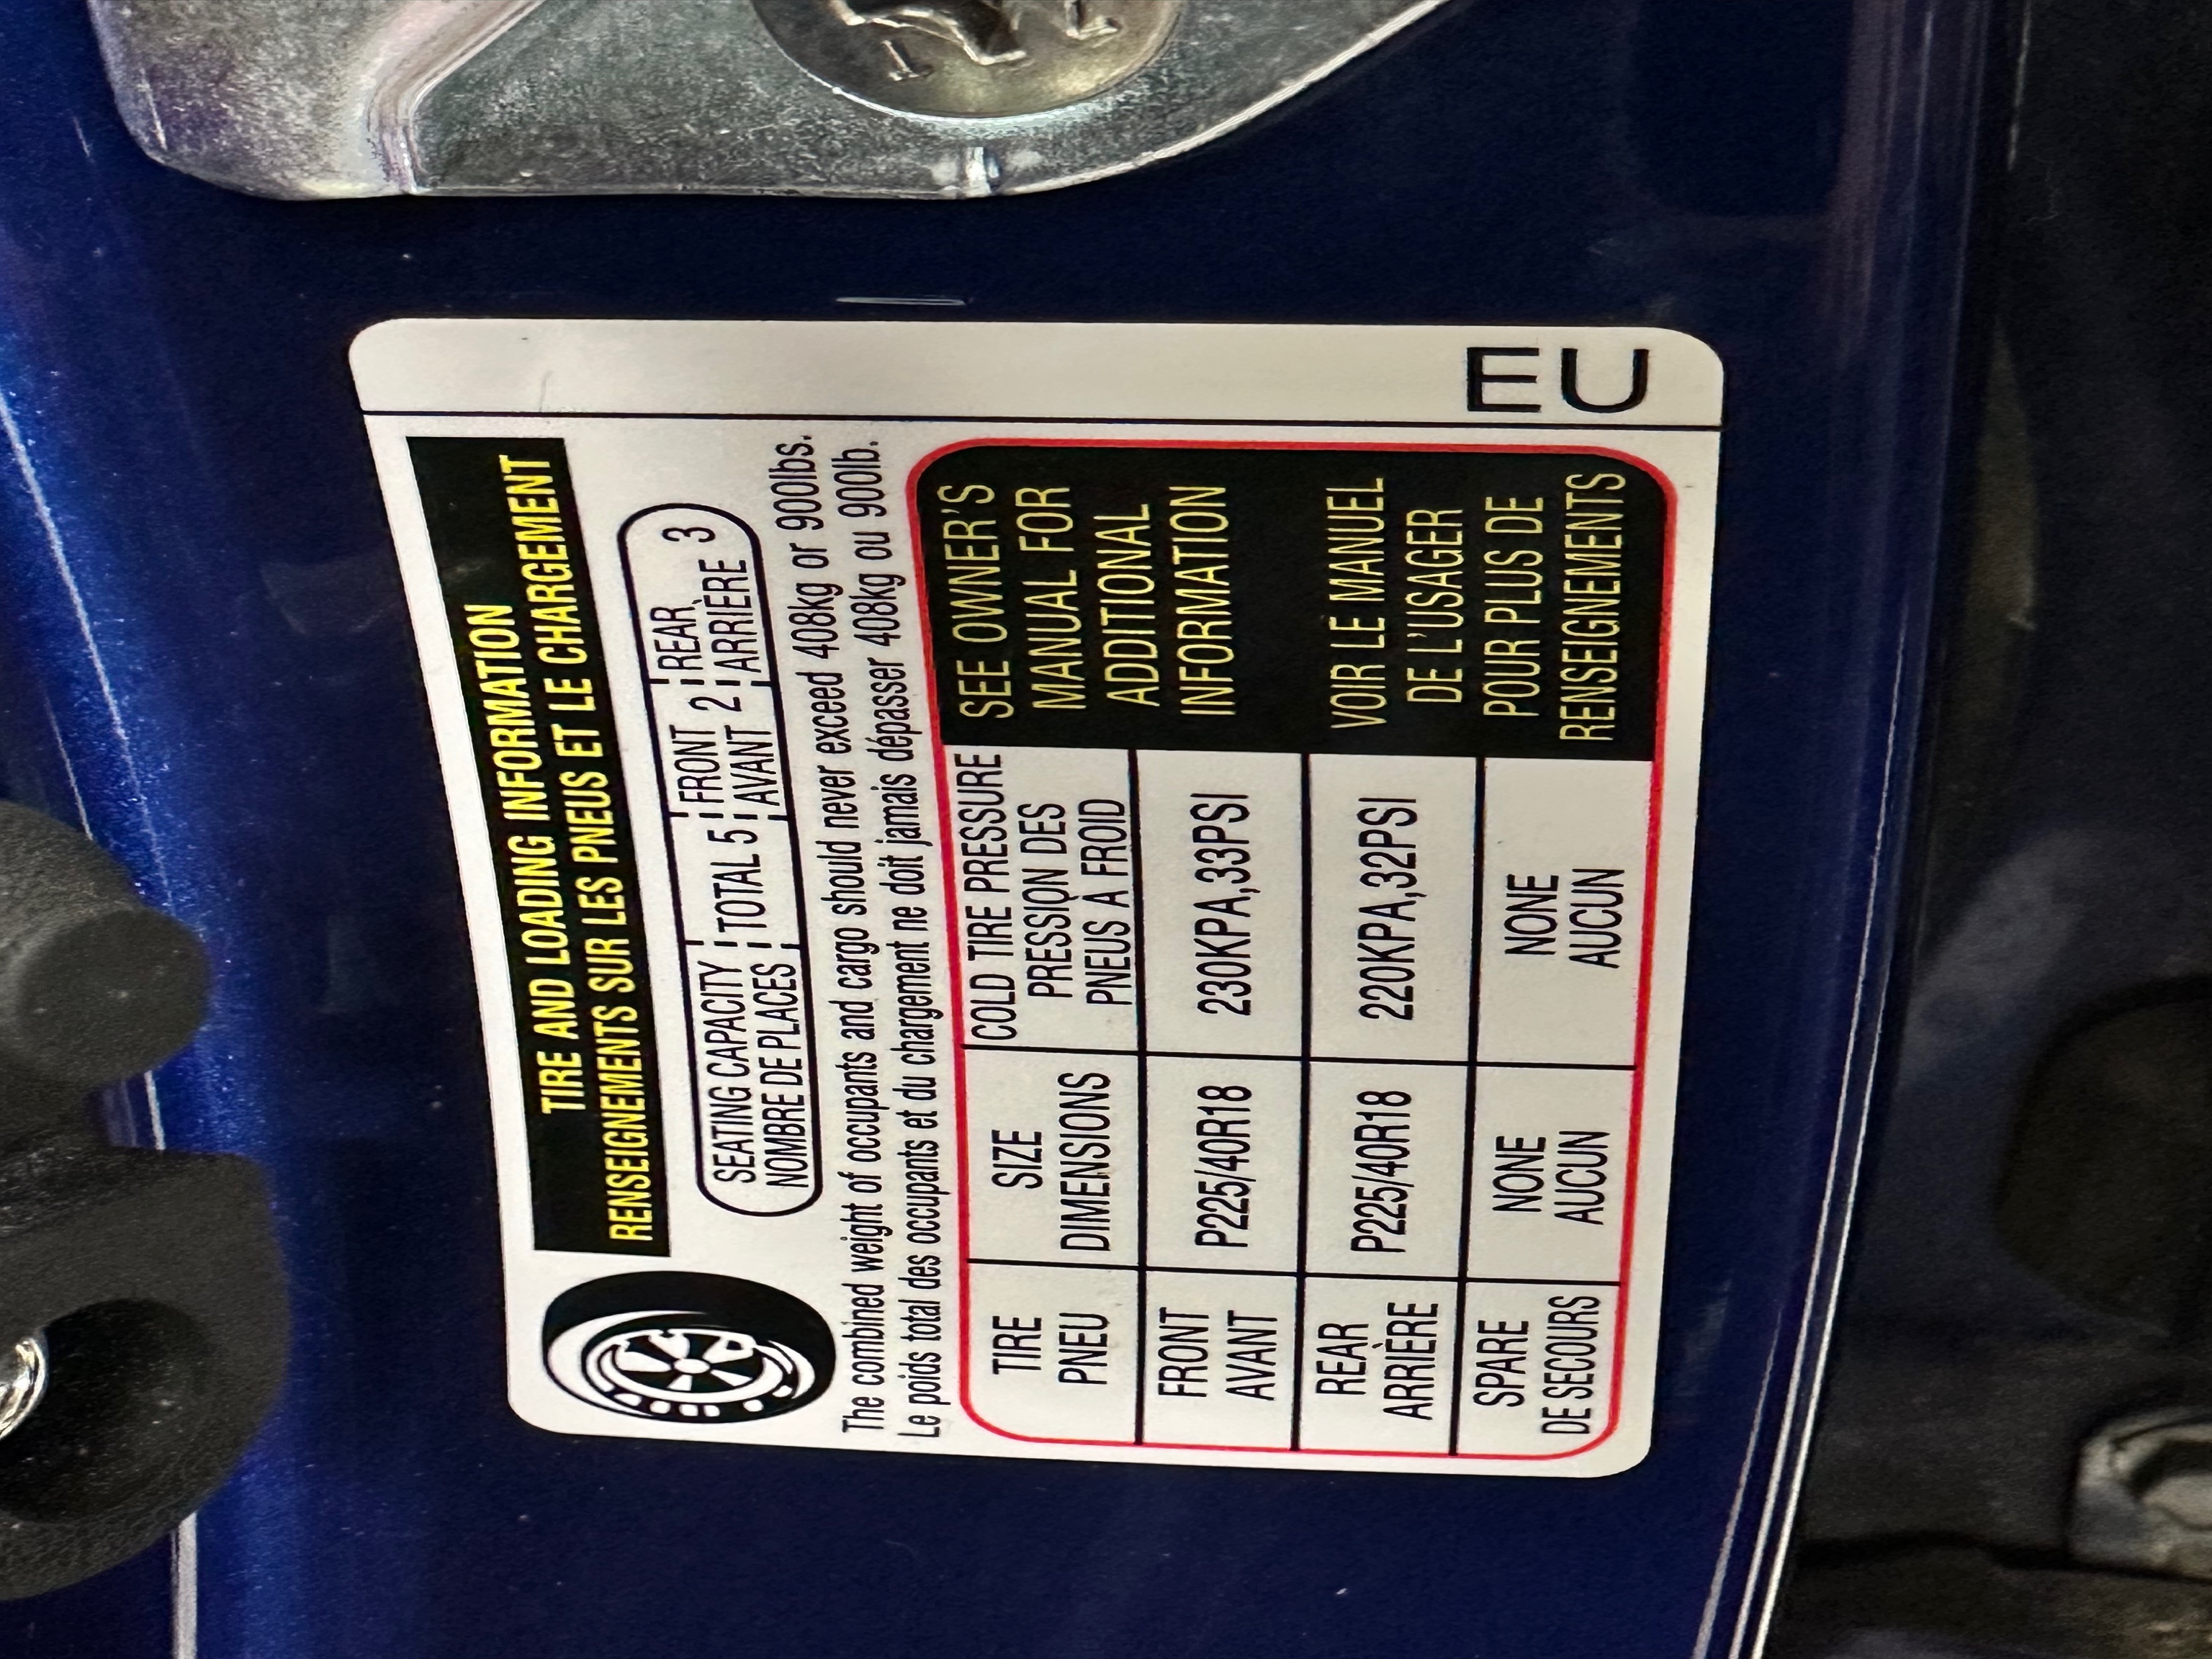 TIRE AND LOADING INFORMATION
RENSEIGNEMENTS SUR LES PNEUS ET LE CHARGEMENT
SEATING CAPACITY TOTAL 5 FRONT 2 REAR 3
NOMBRE DE PLACES AVANT ARRIÈRE
The combined weight of occupants and cargo should never exceed 408kg or 900lbs.
Le poids total des occupants et du chargement ne doit jamais dépasser 408kg ou 900lb.
TIRE
PNEU
SIZE
DIMENSIONS
COLD TIRE PRESSURE
PRESSION DES
PNEUS À FROID
FRONT
AVANT
P225/40R18
230KPA,33PSI
REAR
ARRIÈRE
P225/40R18
220KPA,32PSI
SPARE
DE SECOURS
NONE
AUCUN
NONE
AUCUN
SEE OWNER'S
MANUAL FOR
ADDITIONAL
INFORMATION
VOIR LE MANUEL
DE L'USAGER
POUR PLUS DE
RENSEIGNEMENTS
EU